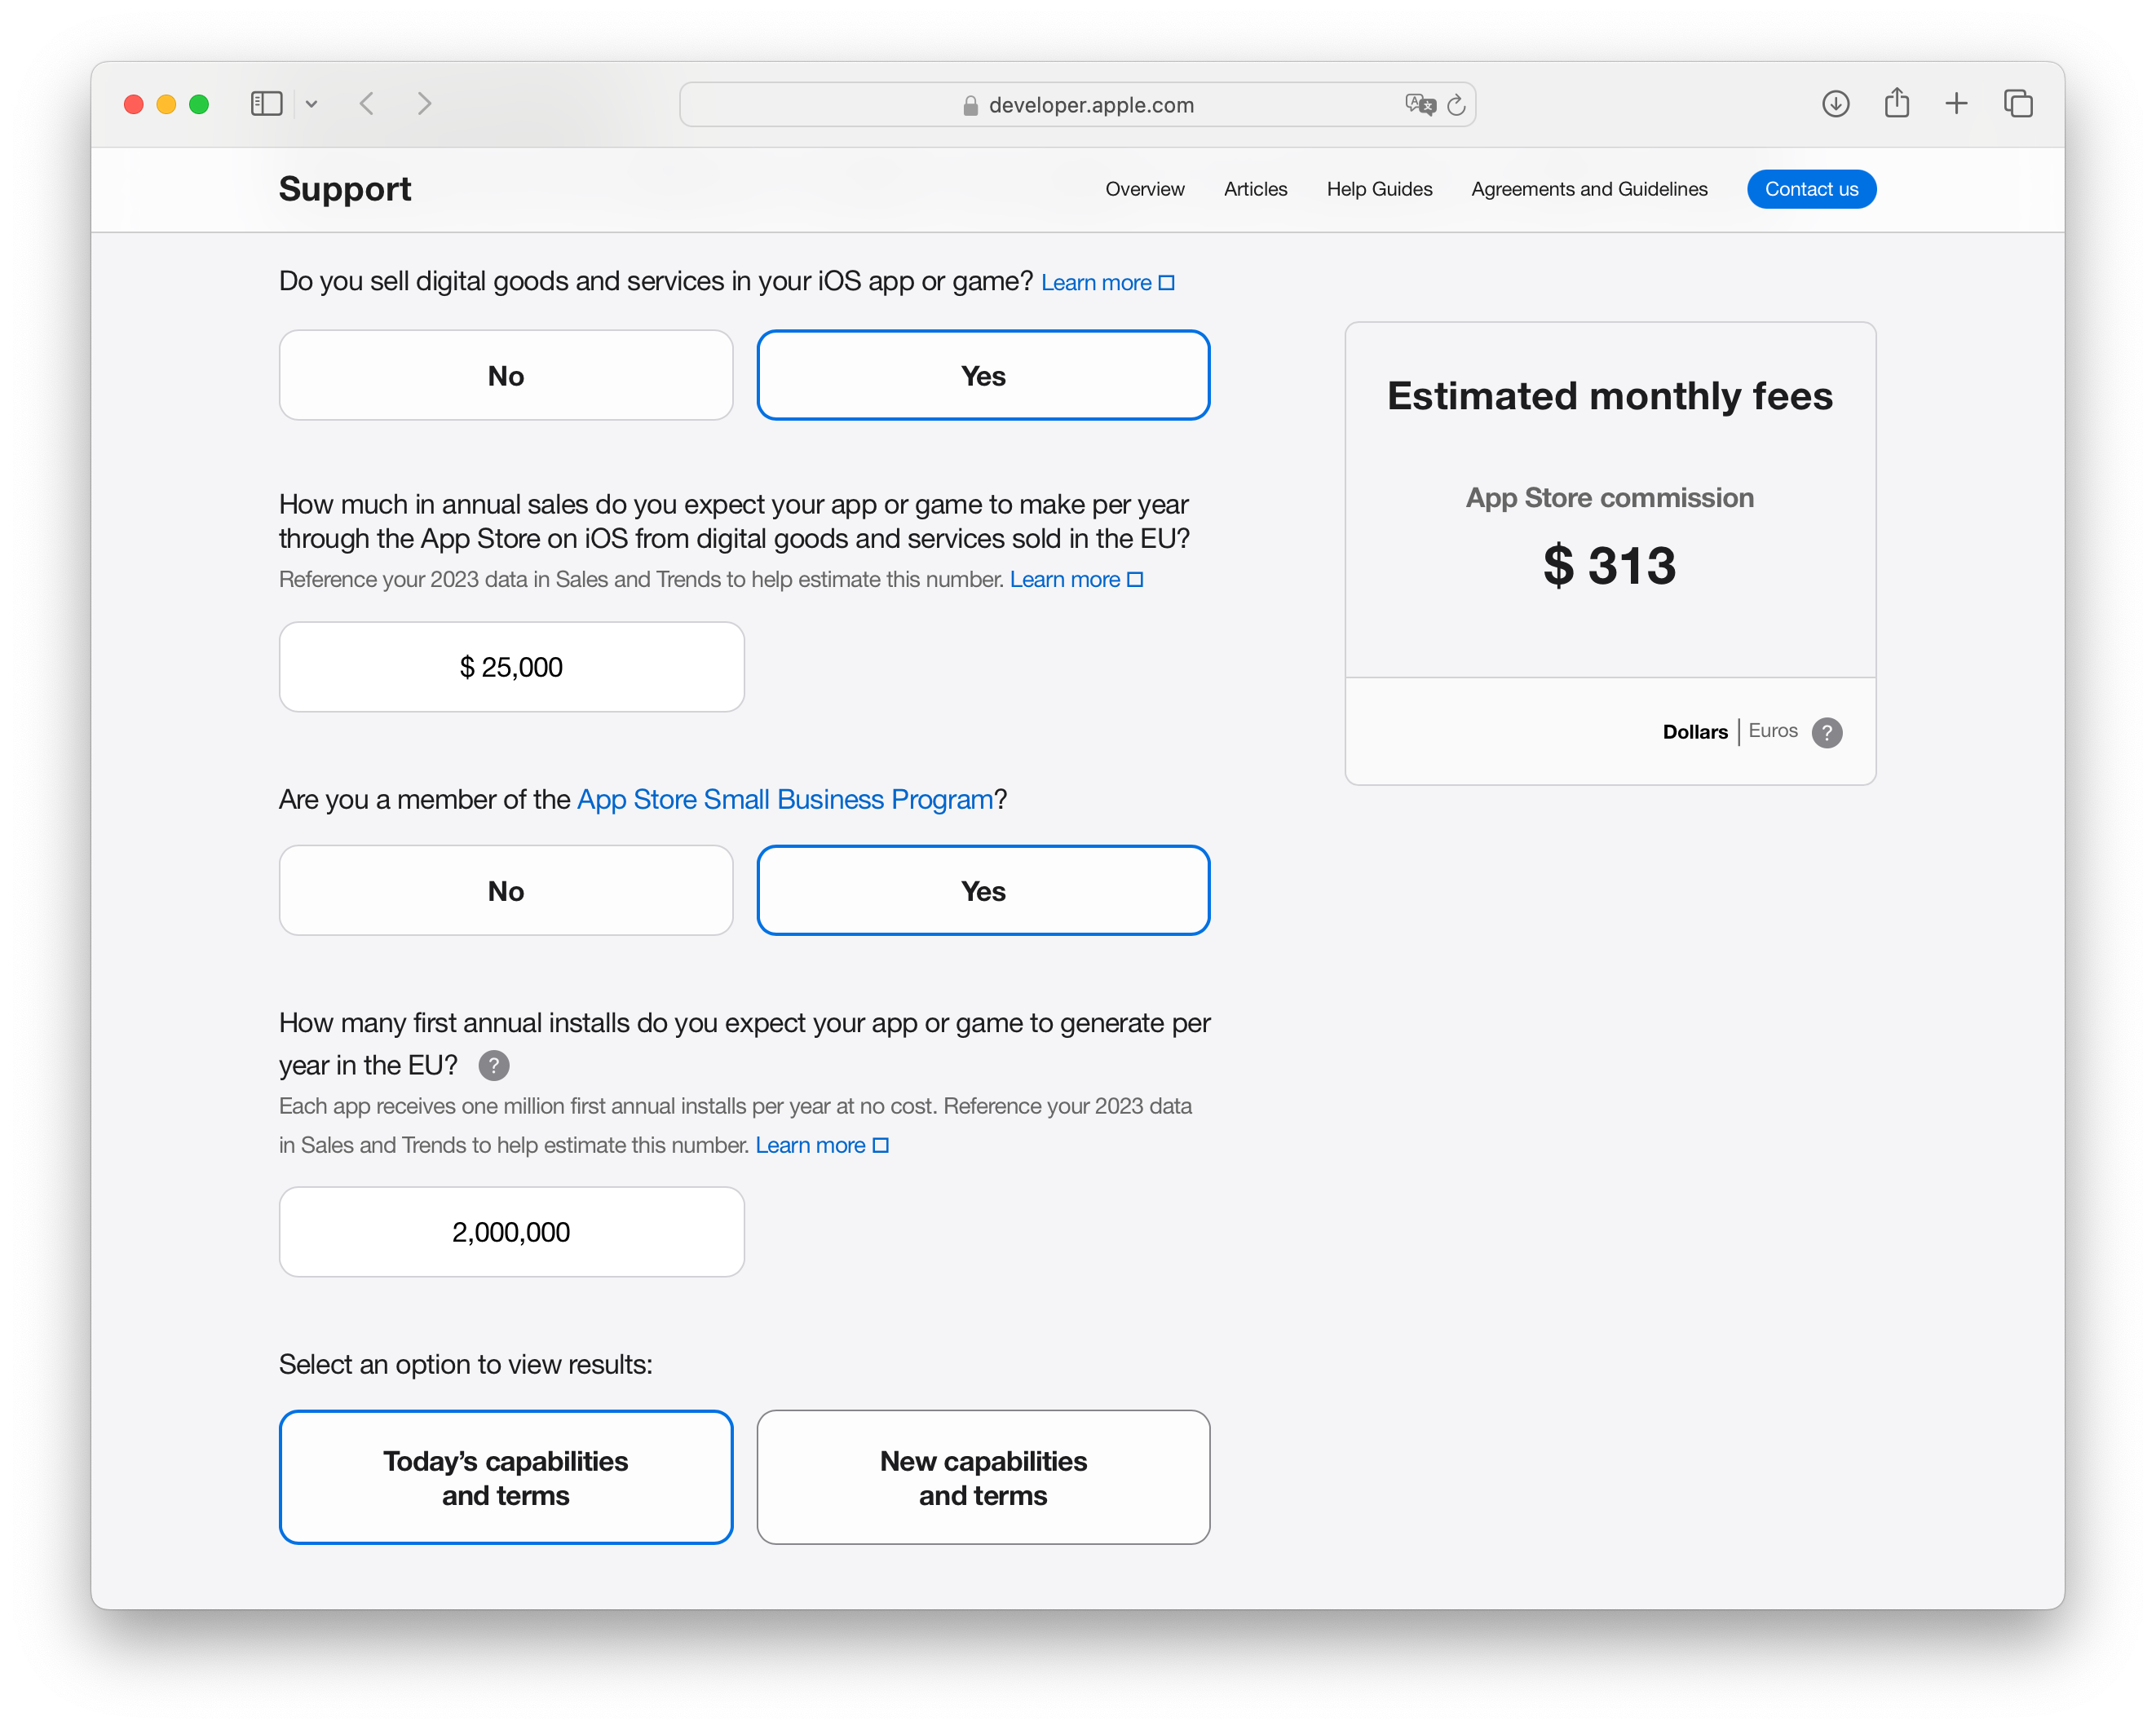 developer.apple.com
Support
Overview
Articles
Help Guides
Agreements and Guidelines
Contact us
Do you sell digital goods and services in your iOS app or game? Learn more
No
Yes
How much in annual sales do you expect your app or game to make per year
through the App Store on iOS from digital goods and services sold in the EU?
Reference your 2023 data in Sales and Trends to help estimate this number. Learn more
$ 25,000
Are you a member of the App Store Small Business Program?
No
Yes
How many first annual installs do you expect your app or game to generate per
year in the EU? ?
Each app receives one million first annual installs per year at no cost. Reference your 2023 data
in Sales and Trends to help estimate this number. Learn more
2,000,000
Select an option to view results:
Today’s capabilities
and terms
New capabilities
and terms
Estimated monthly fees
App Store commission
$ 313
Dollars | Euros ?